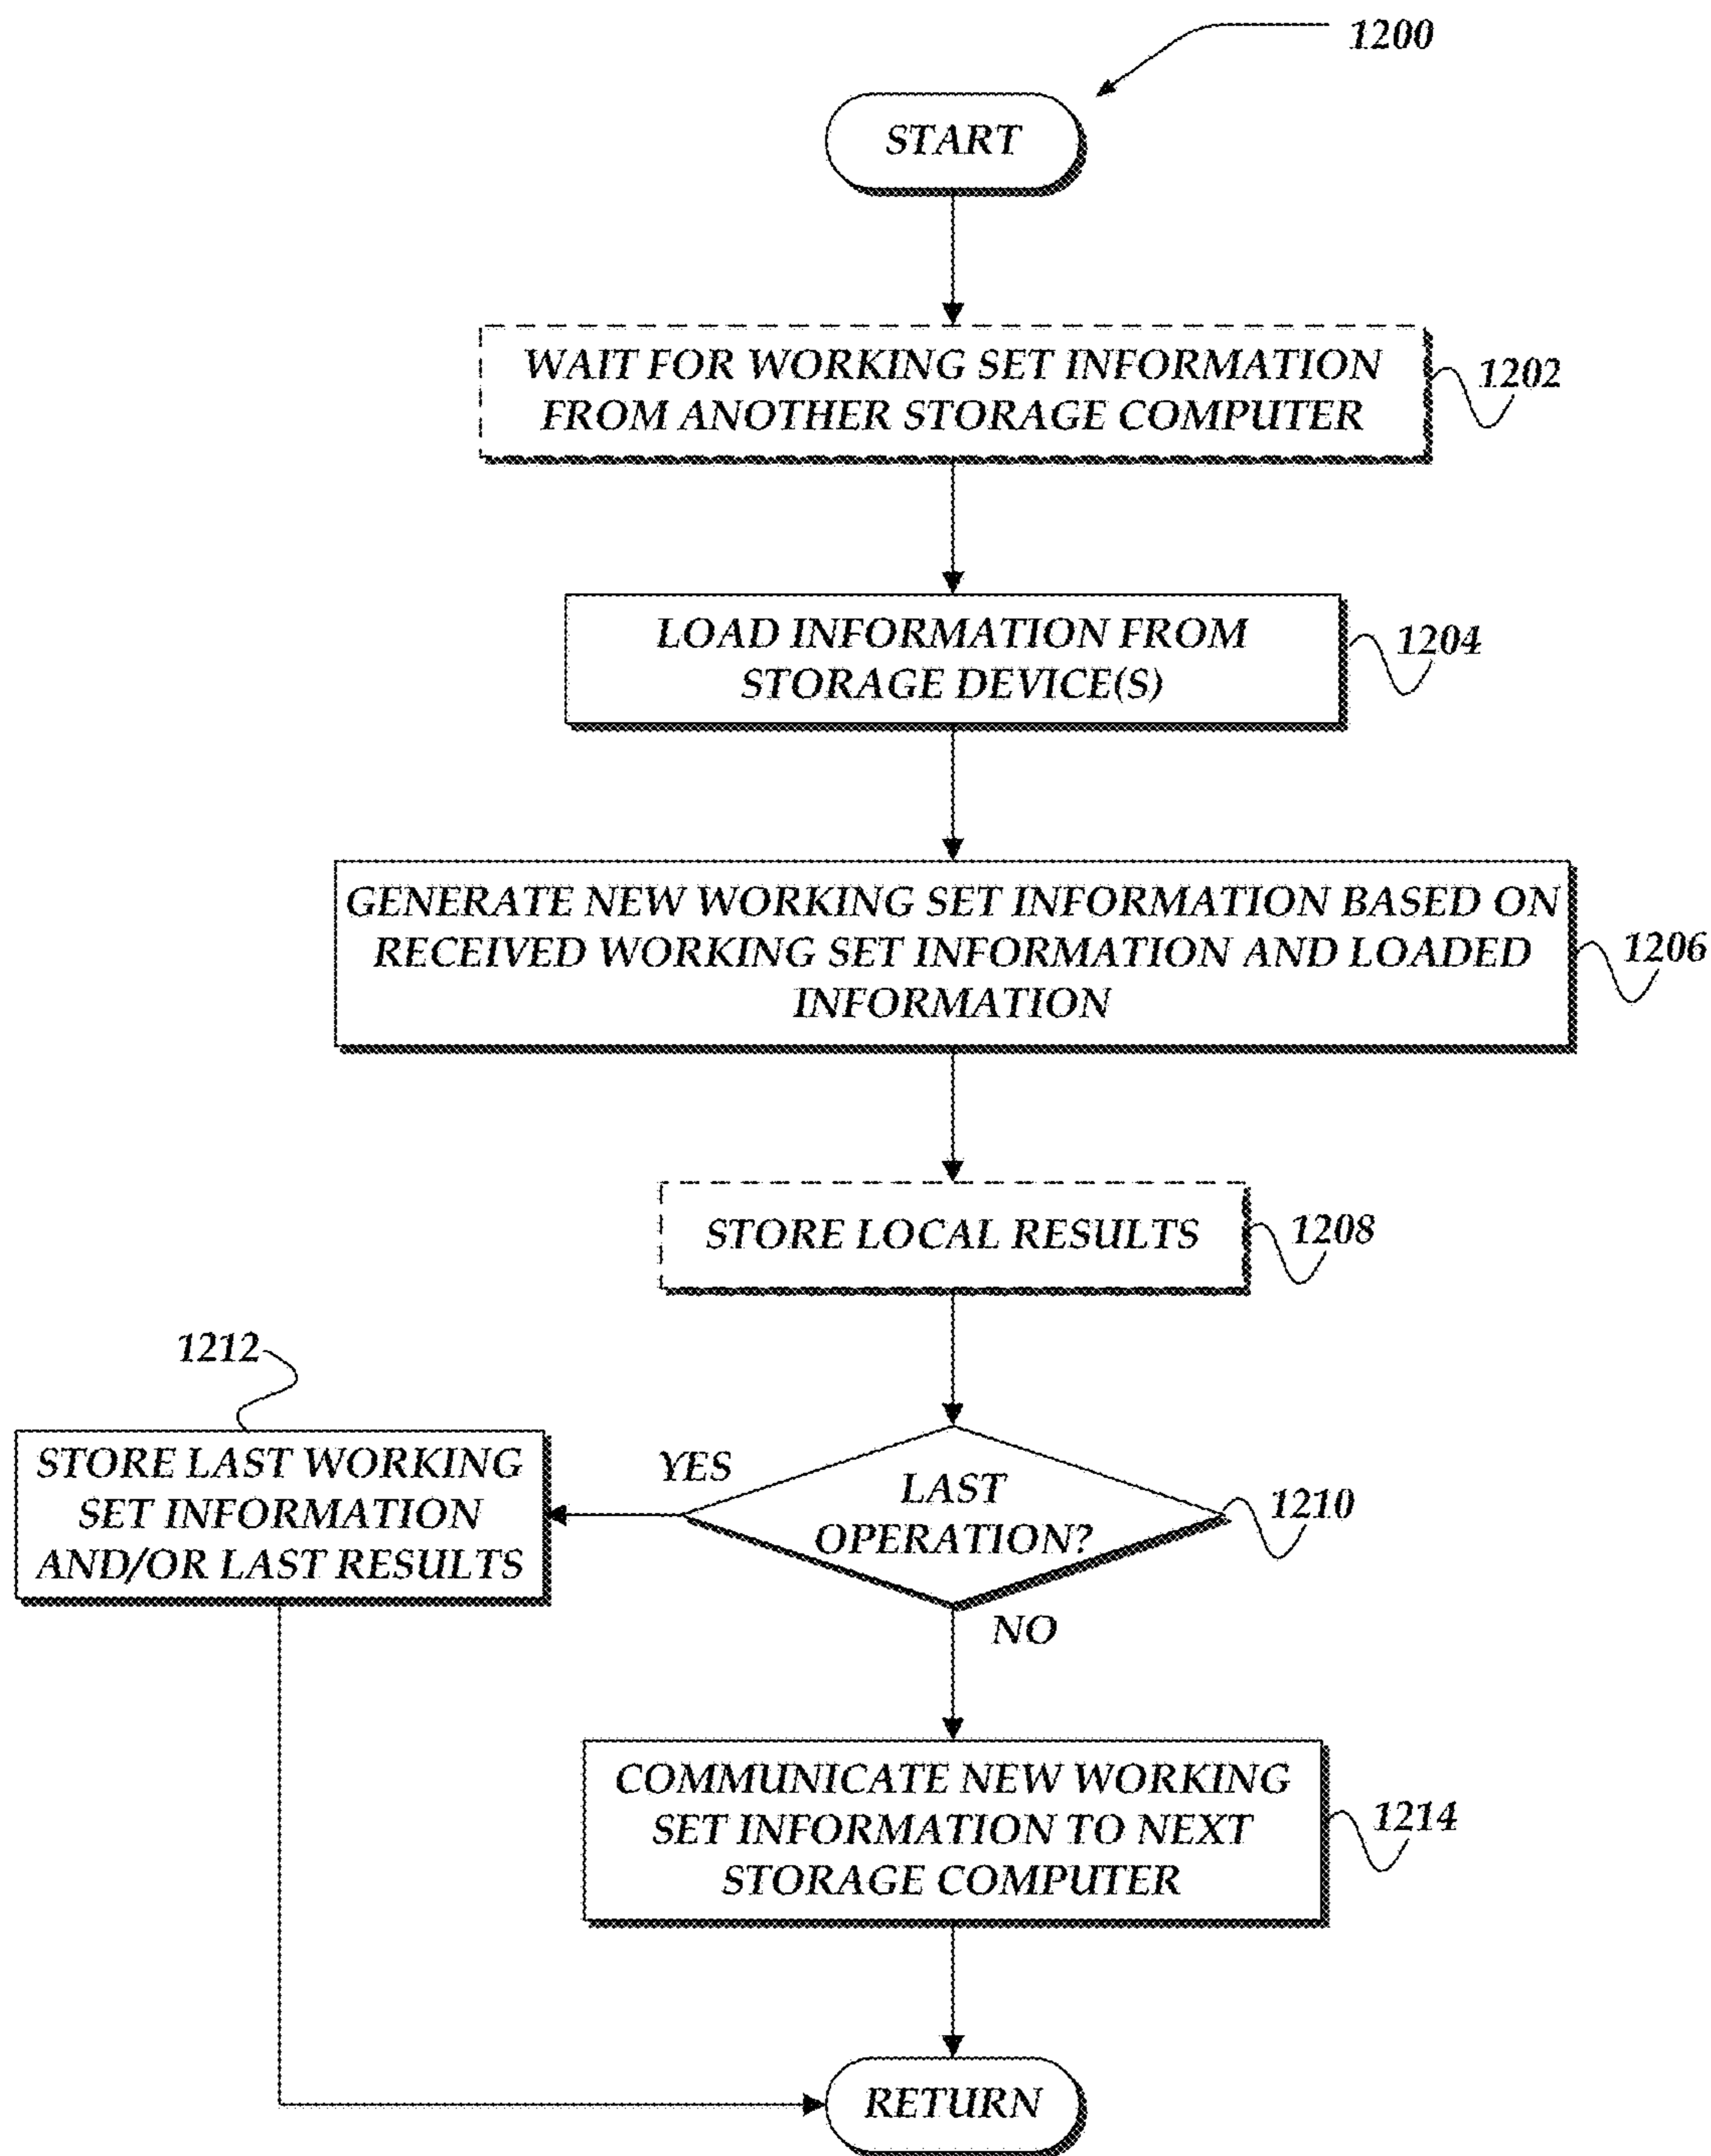 1200
START
WAIT FOR WORKING SET INFORMATION
FROM ANOTHER STORAGE COMPUTER
1202
LOAD INFORMATION FROM
STORAGE DEVICE(S)
1204
GENERATE NEW WORKING SET INFORMATION BASED ON
RECEIVED WORKING SET INFORMATION AND LOADED
INFORMATION
1206
STORE LOCAL RESULTS
1208
1212
STORE LAST WORKING
SET INFORMATION
AND/OR LAST RESULTS
YES
LAST
OPERATION?
1210
NO
COMMUNICATE NEW WORKING
SET INFORMATION TO NEXT
STORAGE COMPUTER
1214
RETURN